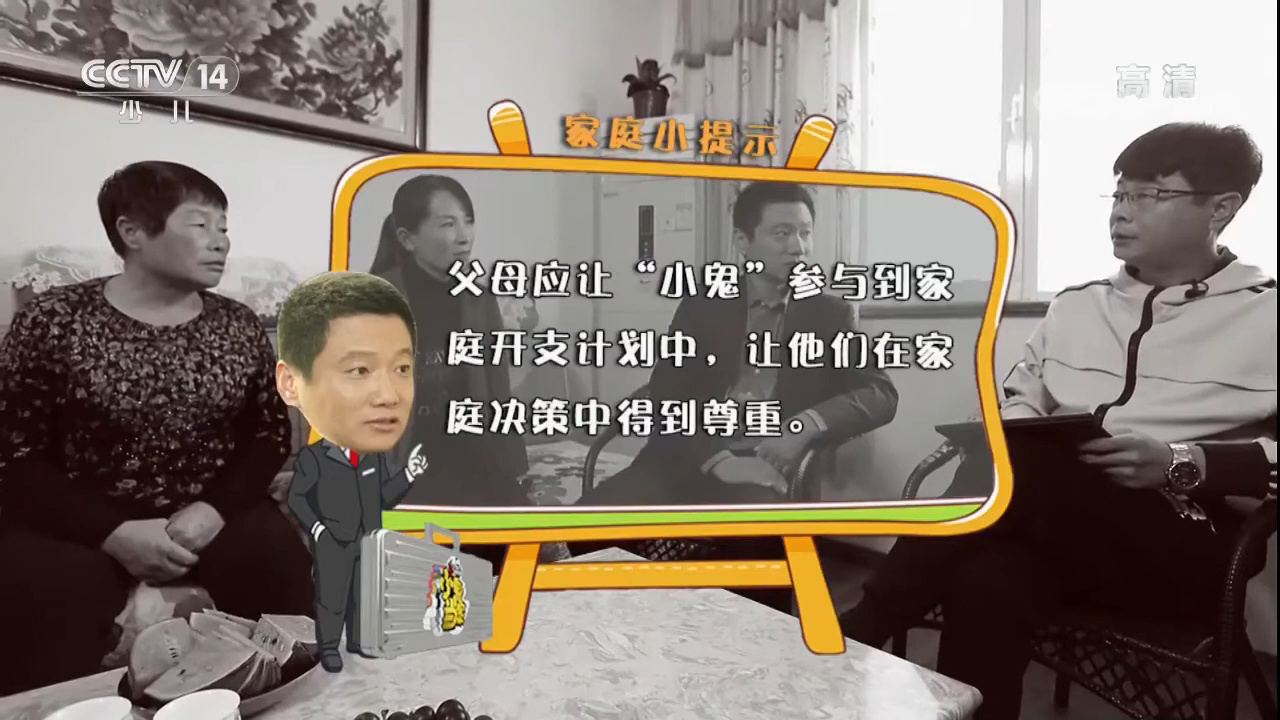 CCTV 14
少儿
高清
家庭小提示
父母应让“小鬼”参与到家
庭开支计划中，让他们在家
庭决策中得到尊重。